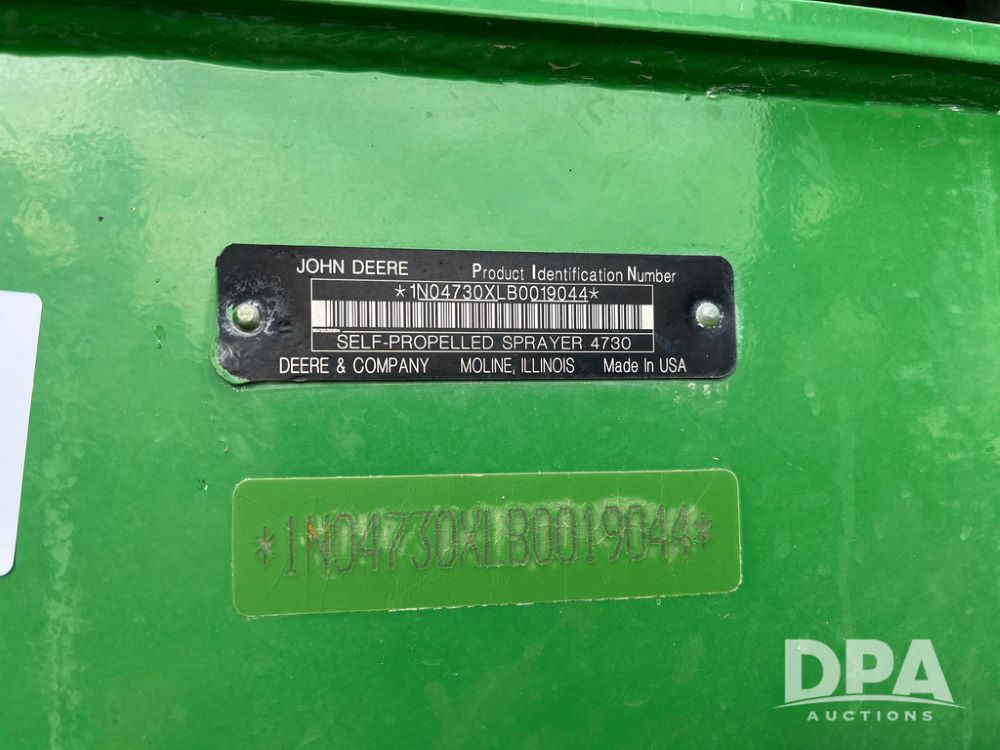 JOHN DEERE Product Identification Number
*1N04730XLB0019044*
SELF-PROPELLED SPRAYER 4730
DEERE & COMPANY MOLINE, ILLINOIS Made In USA
*1N04730XLB0019044*
DPA
AUCTIONS